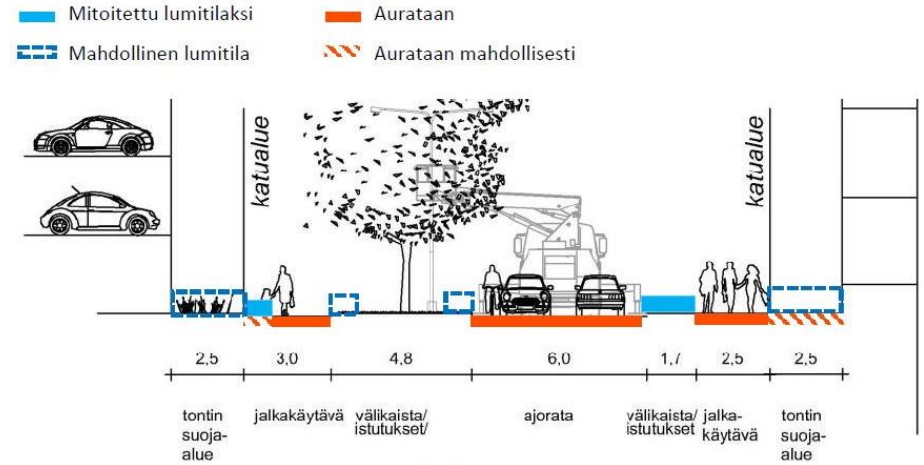 Mitoitettu lumitilaksi
Aurataan
Mahdollinen lumitila
Aurataan mahdollisesti
katualue
katualue
2,5 3,0 4,8 6,0 1,7 2,5 2,5
tontin suoja-alue
jalkakäytävä
välikaista/
istutukset/
ajorata
välikaista/
istutukset
jalka-
käytävä
tontin
suoja-
alue